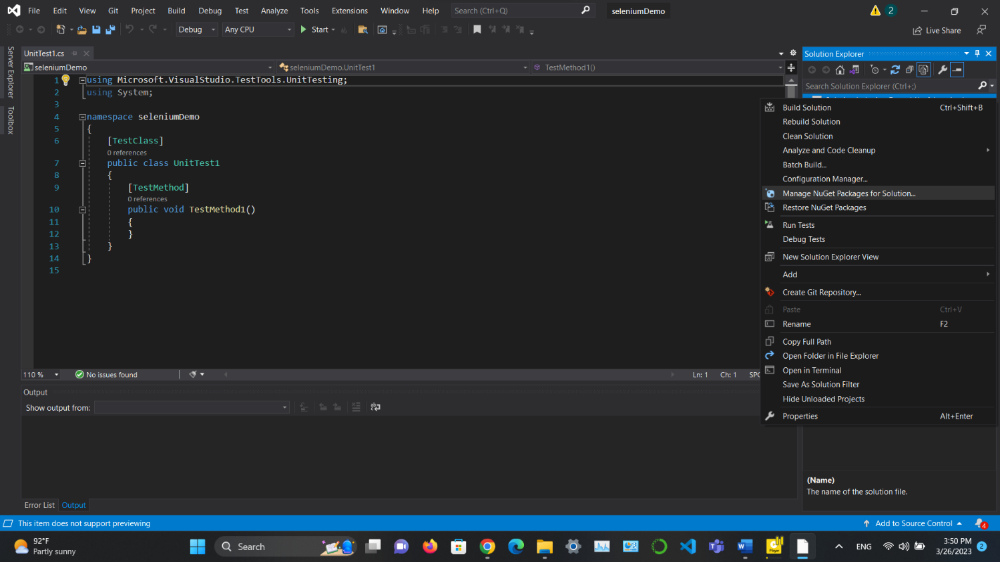 File Edit View Git Project Build Debug Test Analyze Tools Extensions Window Help Search (Ctrl+Q) seleniumDemo 2
Debug Any CPU Start Live Share
Server Explorer
Toolbox
UnitTest1.cs
seleniumDemo seleniumDemo.UnitTest1 TestMethod1()
1 using Microsoft.VisualStudio.TestTools.UnitTesting;
2 using System;
3
4 namespace seleniumDemo
5 {
6 [TestClass]
0 references
7 public class UnitTest1
8 {
9 [TestMethod]
0 references
10 public void TestMethod1()
11 {
12 }
13 }
14 }
15
110 % No issues found Ln: 1 Ch: 1 SPC
Output
Show output from:
Error List Output
Solution Explorer
Search Solution Explorer (Ctrl+;)
Build Solution Ctrl+Shift+B
Rebuild Solution
Clean Solution
Analyze and Code Cleanup
Batch Build...
Configuration Manager...
Manage NuGet Packages for Solution...
Restore NuGet Packages
Run Tests
Debug Tests
New Solution Explorer View
Add
Create Git Repository...
Paste Ctrl+V
Rename F2
Copy Full Path
Open Folder in File Explorer
Open in Terminal
Save As Solution Filter
Hide Unloaded Projects
Properties Alt+Enter
(Name)
The name of the solution file.
This item does not support previewing Add to Source Control 4
92°F
Partly sunny
Search
Player
ENG
3:50 PM
3/26/2023
2